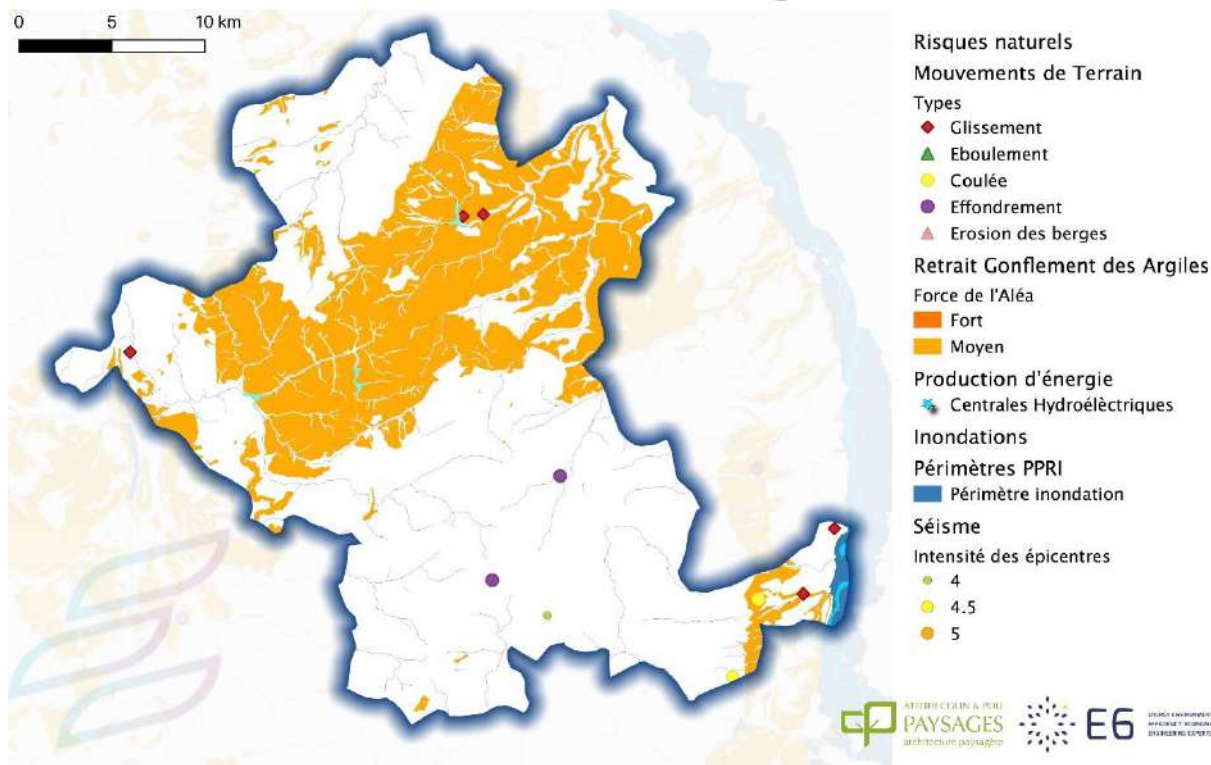 0 5 10 km
Risques naturels
Mouvements de Terrain
Types
Glissement
Eboulement
Coulée
Effondrement
Erosion des berges
Retrait Gonflement des Argiles
Force de l'Aléa
Fort
Moyen
Production d'énergie
Centrales Hydroélèctriques
Inondations
Périmètres PPRI
Périmètre inondation
Séisme
Intensité des épicentres
4
4.5
5
PAYSAGES
architecture paysagère
E6